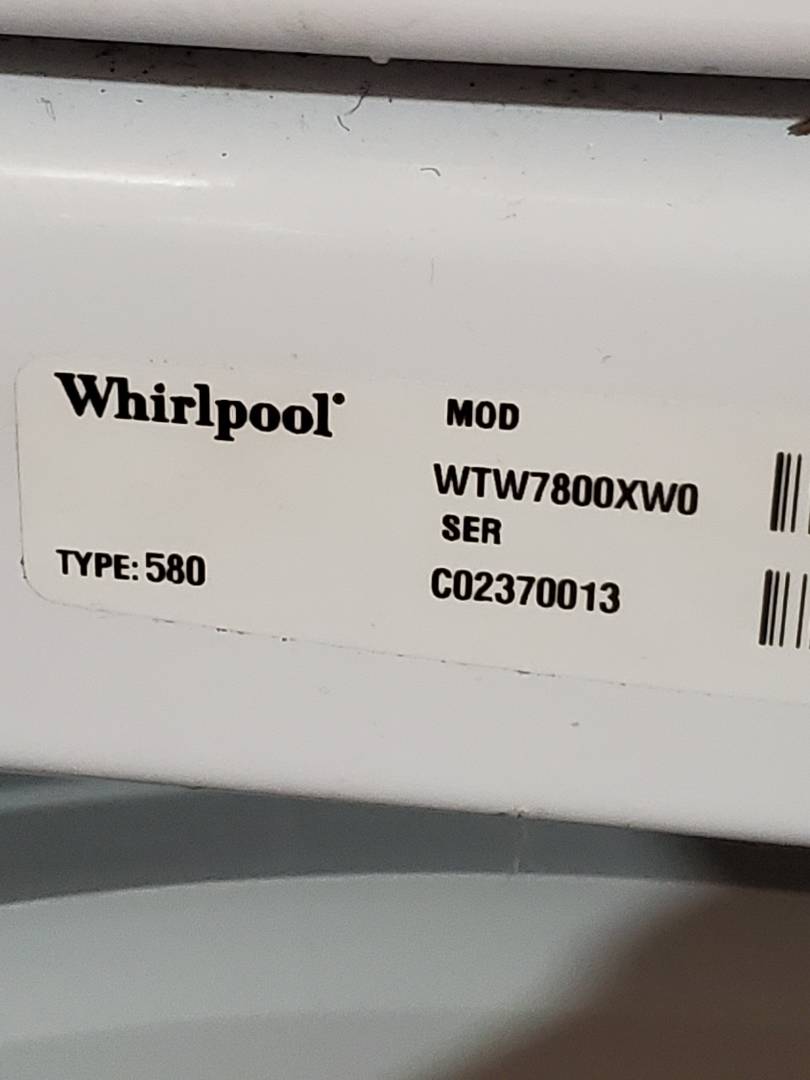 Whirlpool
MOD
WTW7800XW0
SER
TYPE: 580
C02370013